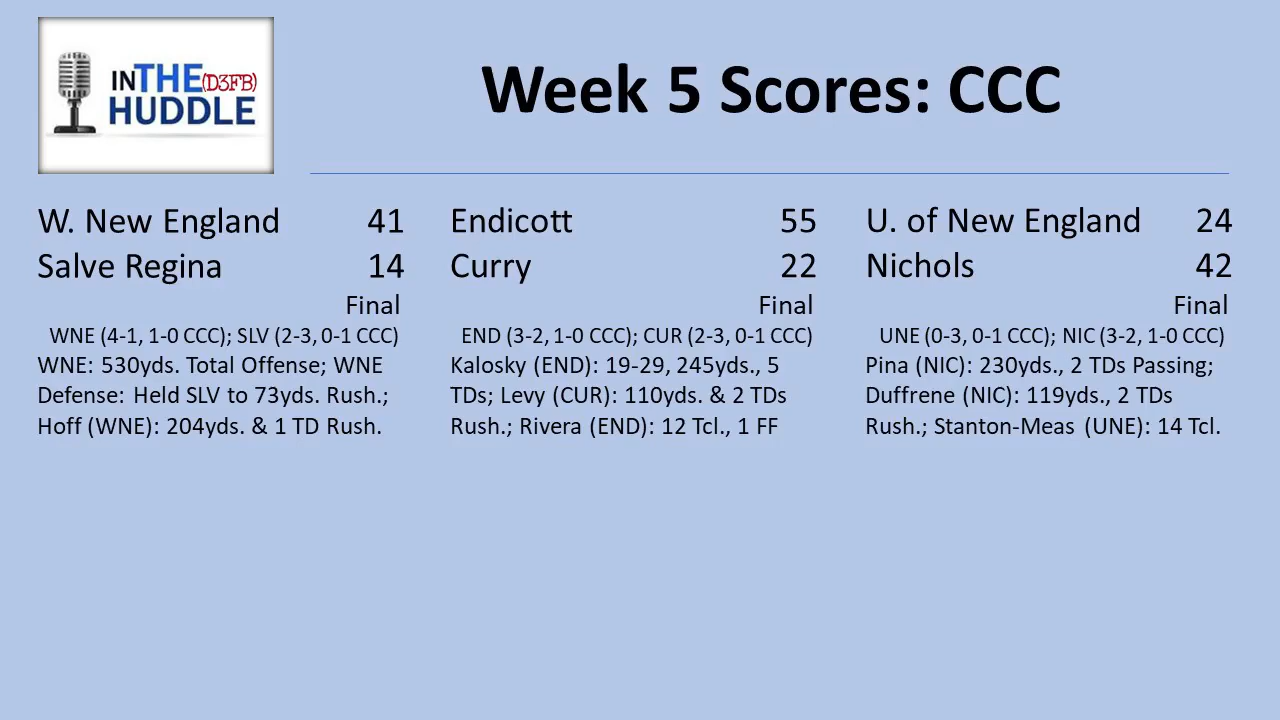 INTHE(D3FB)
HUDDLE
Week 5 Scores: CCC
W. New England 41
Salve Regina 14
Final
WNE (4-1, 1-0 CCC); SLV (2-3, 0-1 CCC)
WNE: 530yds. Total Offense; WNE
Defense: Held SLV to 73yds. Rush.;
Hoff (WNE): 204yds. & 1 TD Rush.
Endicott 55
Curry 22
Final
END (3-2, 1-0 CCC); CUR (2-3, 0-1 CCC)
Kalosky (END): 19-29, 245yds., 5
TDs; Levy (CUR): 110yds. & 2 TDs
Rush.; Rivera (END): 12 Tcl., 1 FF
U. of New England 24
Nichols 42
Final
UNE (0-3, 0-1 CCC); NIC (3-2, 1-0 CCC)
Pina (NIC): 230yds., 2 TDs Passing;
Duffrene (NIC): 119yds., 2 TDs
Rush.; Stanton-Meas (UNE): 14 Tcl.